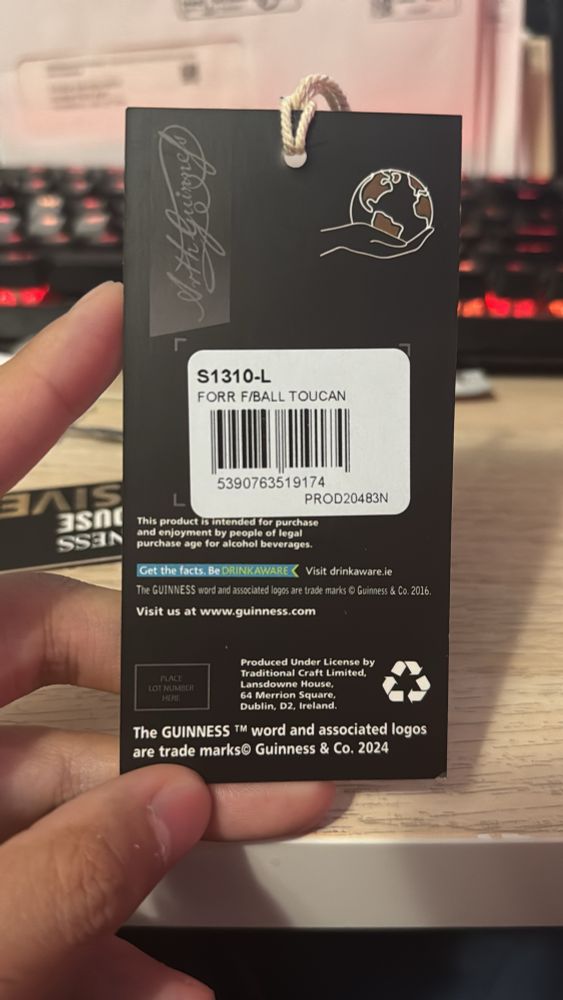 Arth Guinness
S1310-L
FORR F/BALL TOUCAN
5390763519174
PROD20483N
This product is intended for purchase
and enjoyment by people of legal
purchase age for alcohol beverages.
Get the facts. Be DRINKAWARE Visit drinkaware.ie
The GUINNESS word and associated logos are trade marks © Guinness & Co. 2016.
Visit us at www.guinness.com
PLACE
LOT NUMBER
HERE
Produced Under License by
Traditional Craft Limited,
Lansdowne House,
64 Merrion Square,
Dublin, D2, Ireland.
The GUINNESS ™ word and associated logos
are trade marks© Guinness & Co. 2024